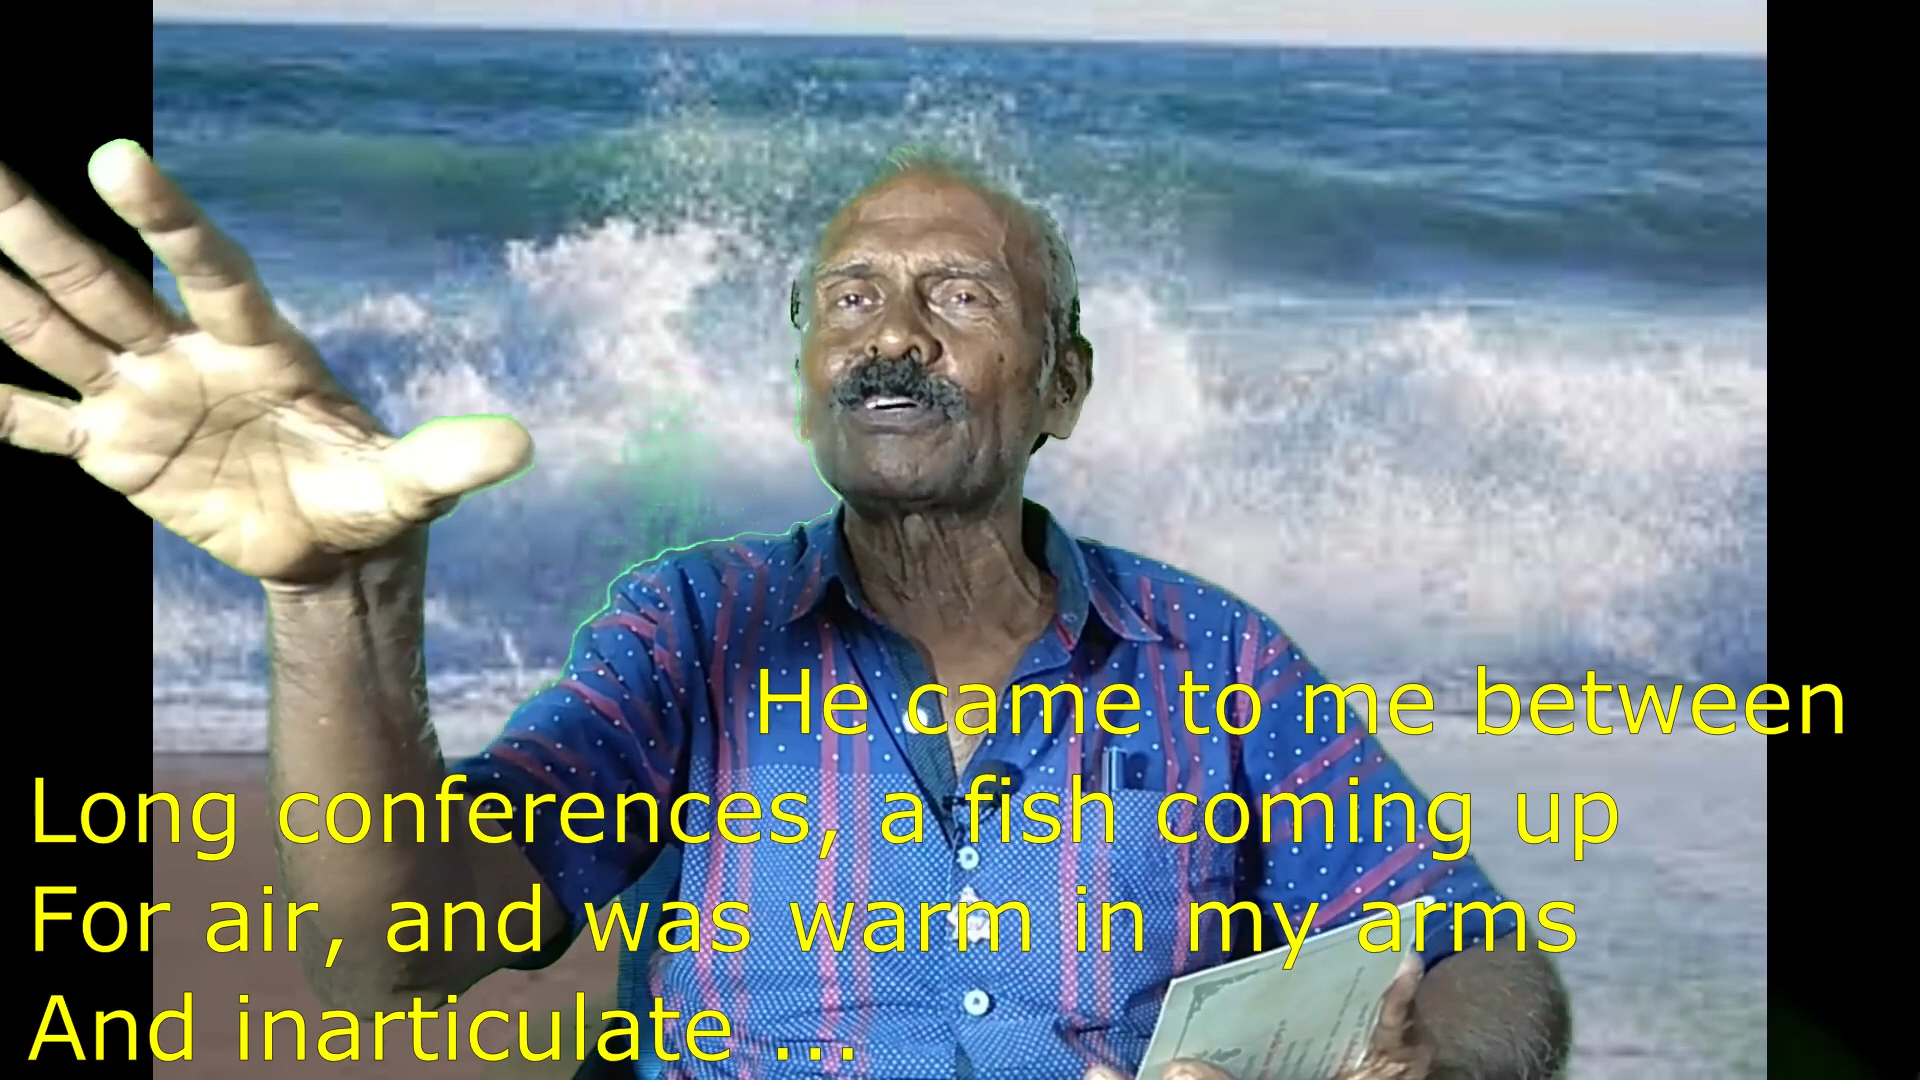 He came to me between
Long conferences, a fish coming up
For air, and was warm in my arms
And inarticulate ...